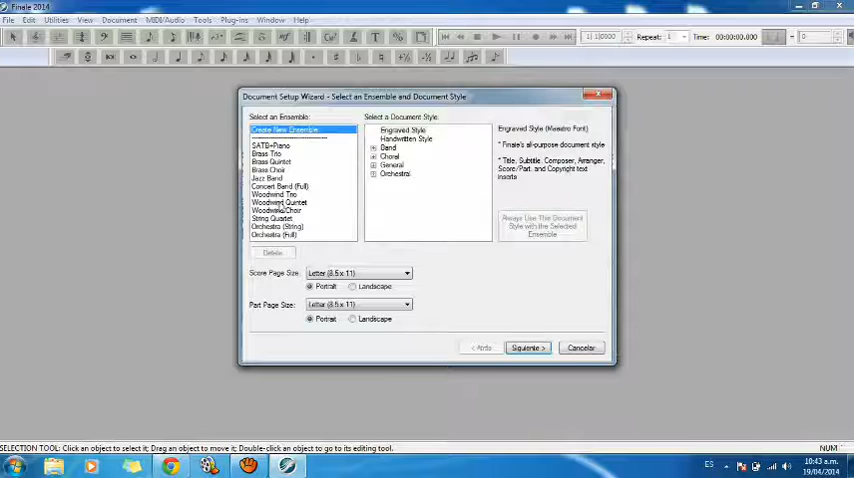 Finale 2014
File Edit Utilities View Document MIDI/Audio Tools Plug-ins Window Help
Repeat: 1 Time: 00:00:00.000 0
Document Setup Wizard - Select an Ensemble and Document Style
Select an Ensemble:
Create New Ensemble
SATB+Piano
Brass Trio
Brass Quintet
Brass Choir
Jazz Band
Concert Band (Full)
Woodwind Trio
Woodwind Quintet
Woodwind Choir
String Quartet
Orchestra (String)
Orchestra (Full)
Delete
Select a Document Style:
Engraved Style
Handwritten Style
Band
Choral
General
Orchestral
Engraved Style (Maestro Font)
* Finale's all-purpose document style
* Title, Subtitle, Composer, Arranger, Score/Part, and Copyright text inserts
Always Use This Document
Style with the Selected
Ensemble
Score Page Size: Letter (8.5 x 11)
Portrait Landscape
Part Page Size: Letter (8.5 x 11)
Portrait Landscape
< Atrás Siguiente > Cancelar
SELECTION TOOL: Click an object to select it; Drag an object to move it; Double-click an object to go to its editing tool. NUM
ES 10:43 a.m.
19/04/2014